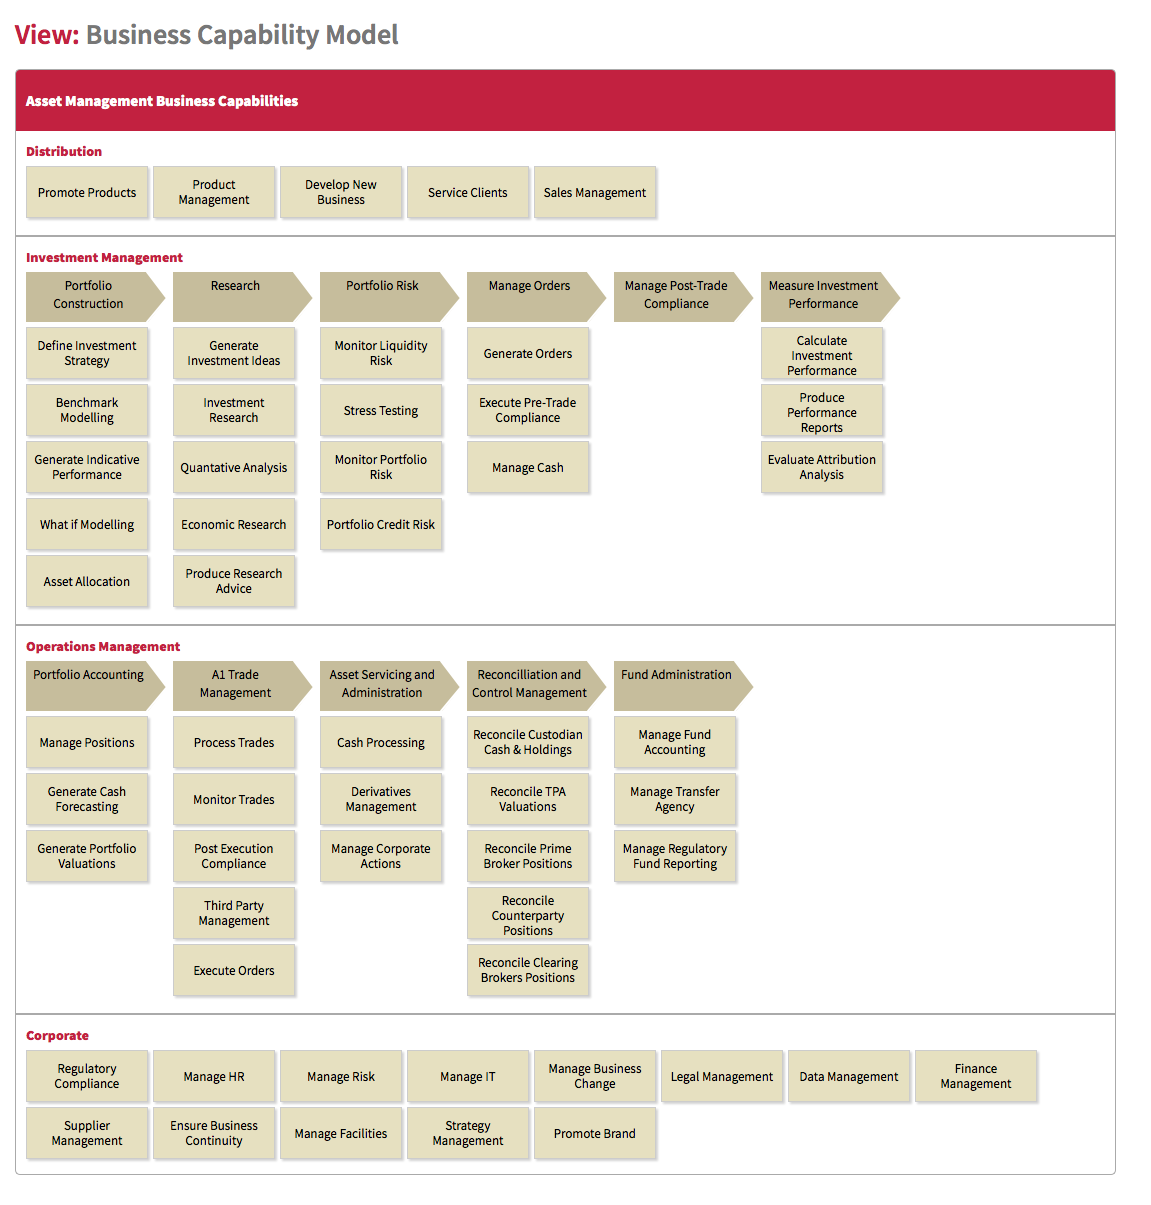 View: Business Capability Model
Asset Management Business Capabilities
Distribution
Promote Products
Product
Management
Develop New
Business
Service Clients
Sales Management
Investment Management
Portfolio
Construction
Research
Portfolio Risk
Manage Orders
Manage Post-Trade
Compliance
Measure Investment
Performance
Define Investment
Strategy
Generate
Investment Ideas
Monitor Liquidity
Risk
Generate Orders
Calculate
Investment
Performance
Benchmark
Modelling
Investment
Research
Stress Testing
Execute Pre-Trade
Compliance
Produce
Performance
Reports
Generate Indicative
Performance
Quantative Analysis
Monitor Portfolio
Risk
Manage Cash
Evaluate Attribution
Analysis
What if Modelling
Economic Research
Portfolio Credit Risk
Asset Allocation
Produce Research
Advice
Operations Management
Portfolio Accounting
A1 Trade
Management
Asset Servicing and
Administration
Reconcilliation and
Control Management
Fund Administration
Manage Positions
Process Trades
Cash Processing
Reconcile Custodian
Cash & Holdings
Manage Fund
Accounting
Generate Cash
Forecasting
Monitor Trades
Derivatives
Management
Reconcile TPA
Valuations
Manage Transfer
Agency
Generate Portfolio
Valuations
Post Execution
Compliance
Manage Corporate
Actions
Reconcile Prime
Broker Positions
Manage Regulatory
Fund Reporting
Third Party
Management
Reconcile
Counterparty
Positions
Execute Orders
Reconcile Clearing
Brokers Positions
Corporate
Regulatory
Compliance
Manage HR
Manage Risk
Manage IT
Manage Business
Change
Legal Management
Data Management
Finance
Management
Supplier
Management
Ensure Business
Continuity
Manage Facilities
Strategy
Management
Promote Brand